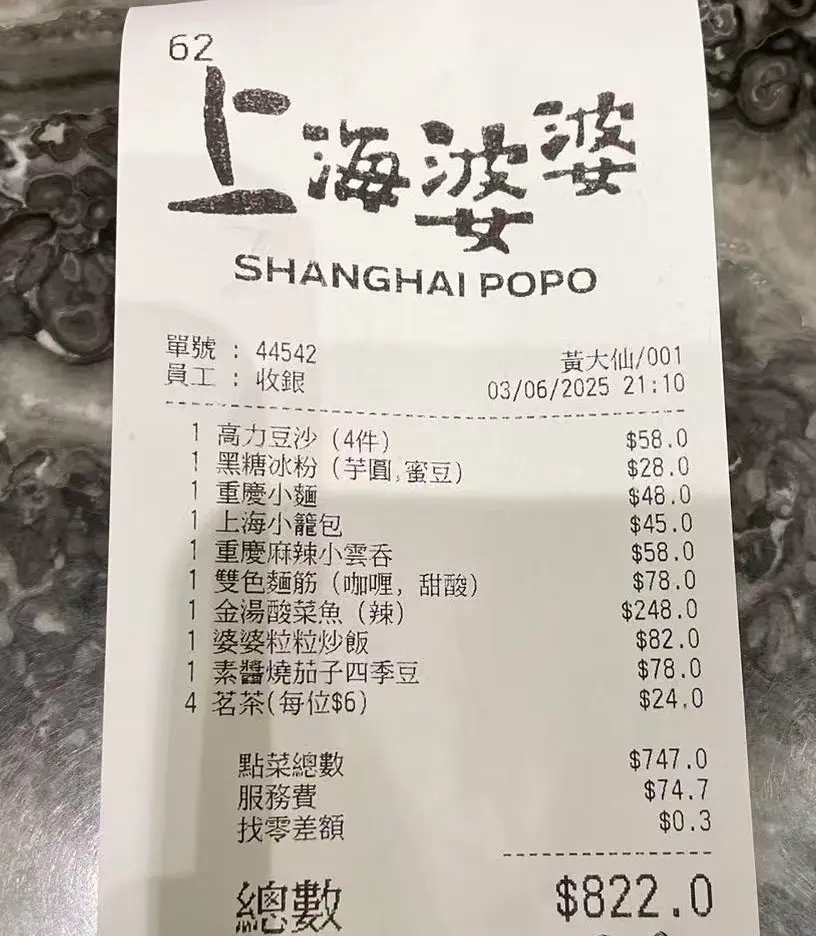 62
上海婆婆
SHANGHAI POPO
單號 : 44542 黃大仙/001
員工 : 收銀 03/06/2025 21:10
1 高力豆沙 (4件) $58.0
1 黑糖冰粉 (芋圓,蜜豆) $28.0
1 重慶小麵 $48.0
1 上海小籠包 $45.0
1 重慶麻辣小雲吞 $58.0
1 雙色麵筋 (咖喱, 甜酸) $78.0
1 金湯酸菜魚 (辣) $248.0
1 婆婆粒粒炒飯 $82.0
1 素醬燒茄子四季豆 $78.0
4 茗茶(每位$6) $24.0
點菜總數 $747.0
服務費 $74.7
找零差額 $0.3
總數 $822.0